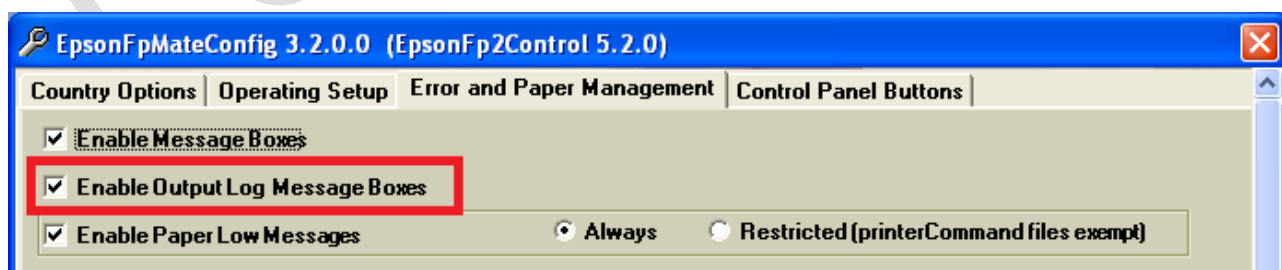 EpsonFpMateConfig 3.2.0.0 (EpsonFp2Control 5.2.0)
Country Options Operating Setup Error and Paper Management Control Panel Buttons
Enable Message Boxes
Enable Output Log Message Boxes
Enable Paper Low Messages Always Restricted (printerCommand files exempt)